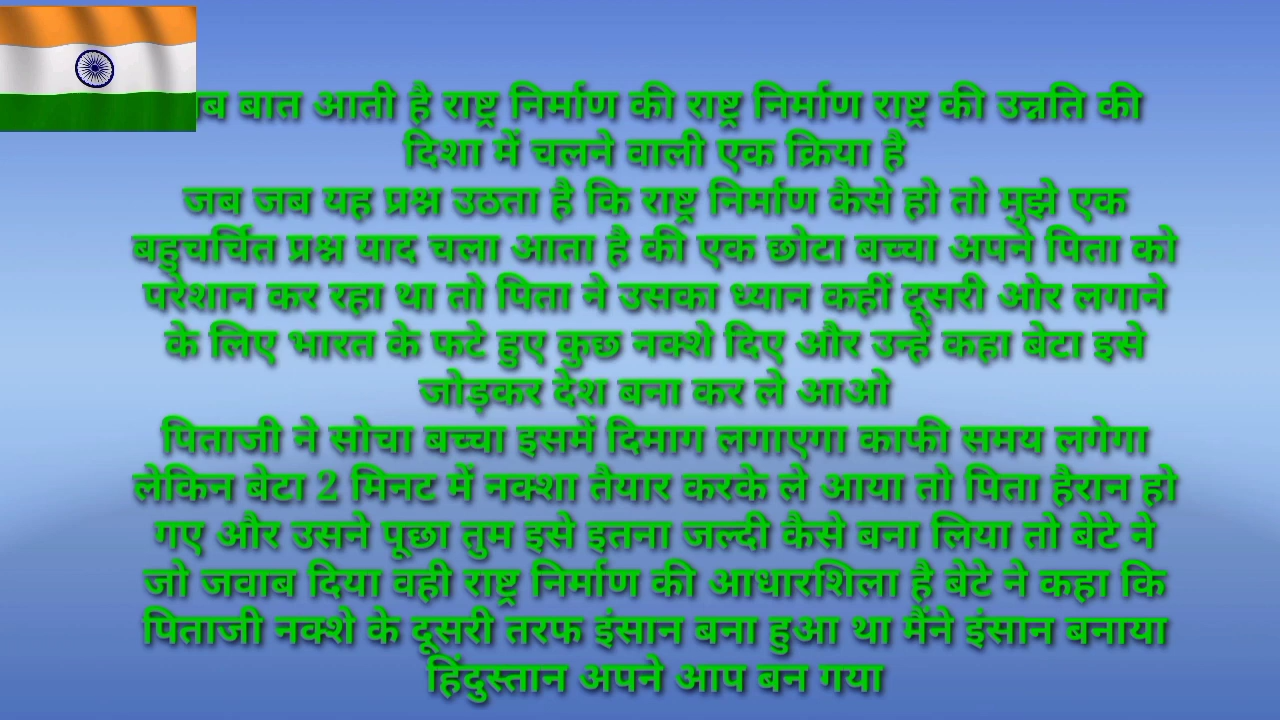 बात आती है राष्ट्र निर्माण की राष्ट्र निर्माण राष्ट्र की उन्नति की
दिशा में चलने वाली एक क्रिया है
जब जब यह प्रश्न उठता है कि राष्ट्र निर्माण कैसे हो तो मुझे एक
बहुचर्चित प्रश्न याद चला आता है की एक छोटा बच्चा अपने पिता को
परेशान कर रहा था तो पिता ने उसका ध्यान कहीं दूसरी ओर लगाने
के लिए भारत के फटे हुए कुछ नक्शे दिए और उन्हें कहा बेटा इसे
जोड़कर देश बना कर ले आओ
पिताजी ने सोचा बच्चा इसमें दिमाग लगाएगा काफी समय लगेगा
लेकिन बेटा 2 मिनट में नक्शा तैयार करके ले आया तो पिता हैरान हो
गए और उसने पूछा तुम इसे इतना जल्दी कैसे बना लिया तो बेटे ने
जो जवाब दिया वही राष्ट्र निर्माण की आधारशिला है बेटे ने कहा कि
पिताजी नक्शे के दूसरी तरफ इंसान बना हुआ था मैंने इंसान बनाया
हिंदुस्तान अपने आप बन गया